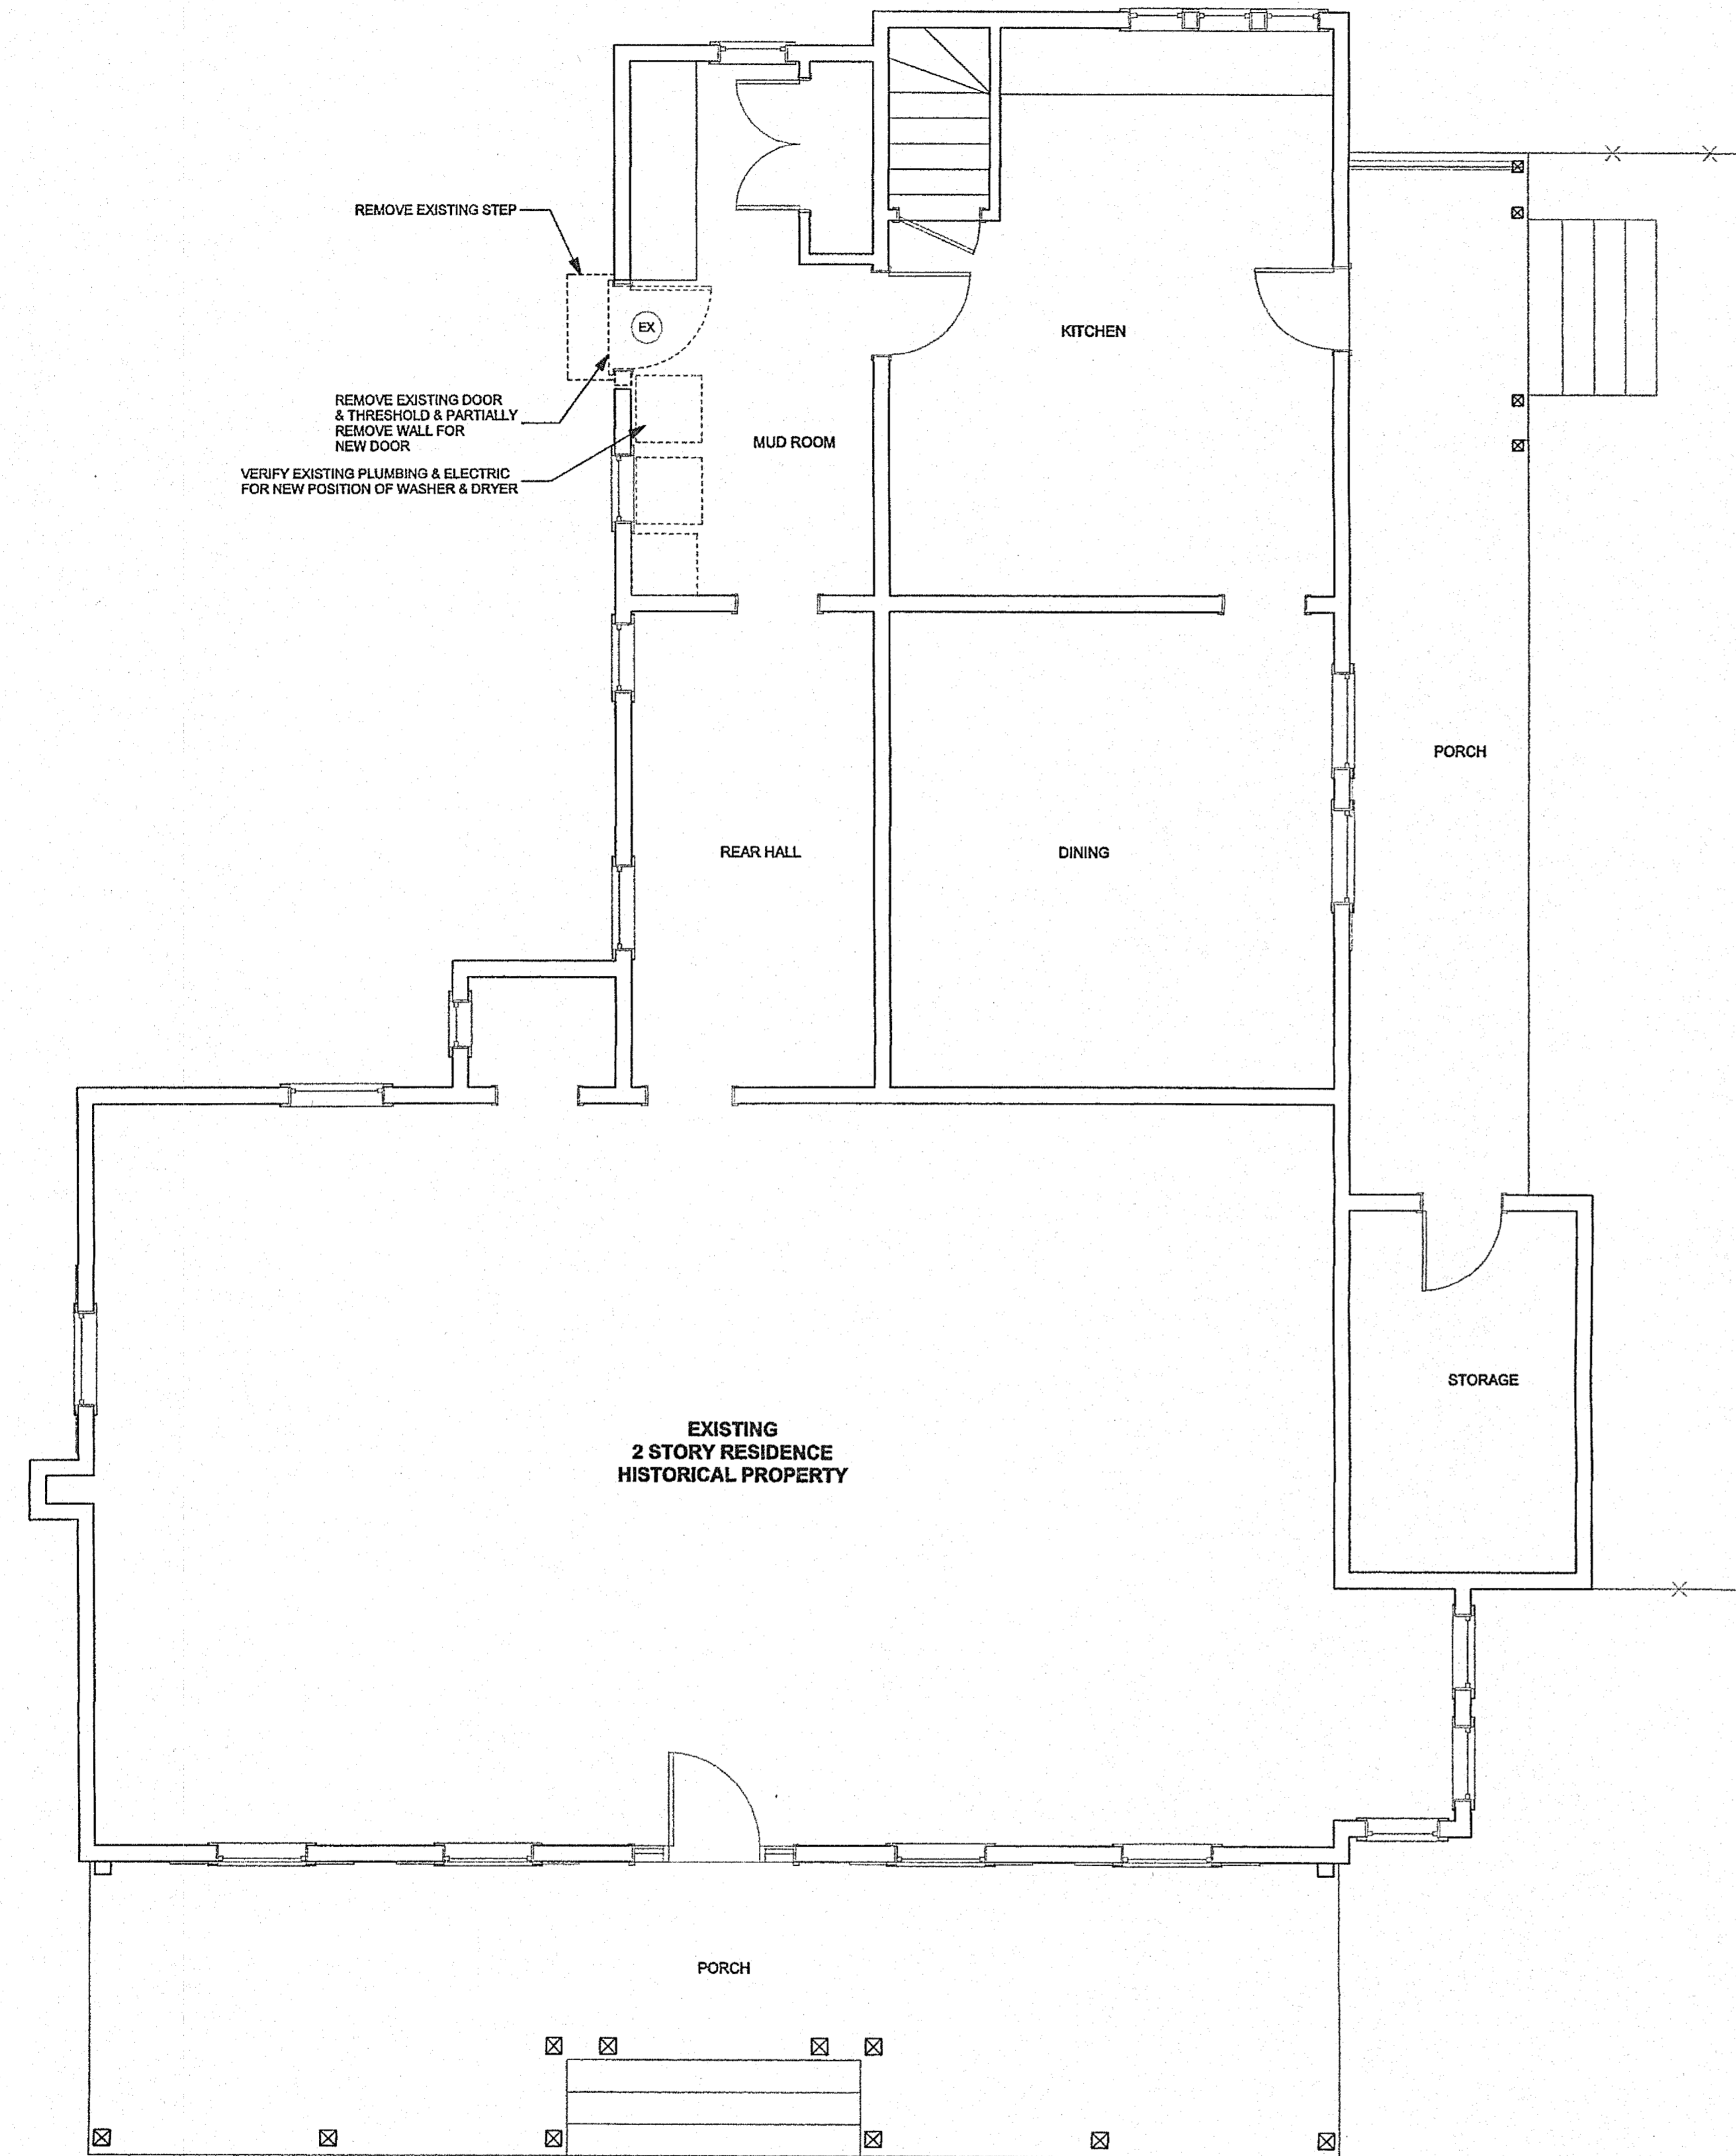 REMOVE EXISTING STEP
EX
KITCHEN
REMOVE EXISTING DOOR
& THRESHOLD & PARTIALLY
REMOVE WALL FOR
NEW DOOR
MUD ROOM
VERIFY EXISTING PLUMBING & ELECTRIC
FOR NEW POSITION OF WASHER & DRYER
PORCH
REAR HALL
DINING
STORAGE
EXISTING
2 STORY RESIDENCE
HISTORICAL PROPERTY
PORCH